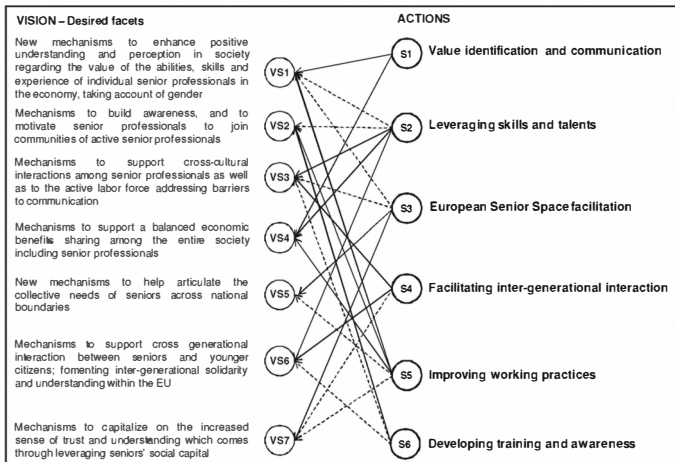 VISION – Desired facets
New mechanisms to enhance positive
understanding and perception in society
regarding the value of the abilities, skills and
experience of individual senior professionals
in the economy, taking account of gender
Mechanisms to build awareness, and to
motivate senior professionals to join
communities of active senior professionals
Mechanisms to support cross-cultural
interactions among senior professionals as well
as to the active labor force addressing barriers
to communication
Mechanisms to support a balanced economic
benefits sharing among the entire society
including senior professionals
New mechanisms to help articulate the
collective needs of seniors across national
boundaries
Mechanisms to support cross generational
interaction between seniors and younger
citizens; fomenting inter-generational solidarity
and understanding within the EU
Mechanisms to capitalize on the increased
sense of trust and understanding which comes
through leveraging seniors' social capital
VS1
VS2
VS3
VS4
VS5
VS6
VS7
ACTIONS
S1 Value identification and communication
S2 Leveraging skills and talents
S3 European Senior Space facilitation
S4 Facilitating inter-generational interaction
S5 Improving working practices
S6 Developing training and awareness